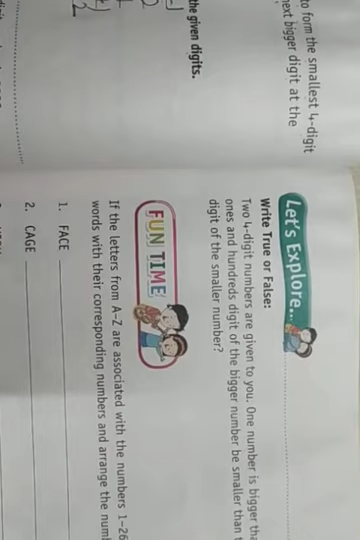 to form the smallest 4-digit
next bigger digit at the
the given digits.
Let's Explore...
Write True or False:
Two 4-digit numbers are given to you. One number is bigger
ones and hundreds digit of the bigger number be smaller than
digit of the smaller number?
FUN TIME
If the letters from A–Z are associated with the numbers 1–26
words with their corresponding numbers and arrange the
1. FACE
2. CAGE